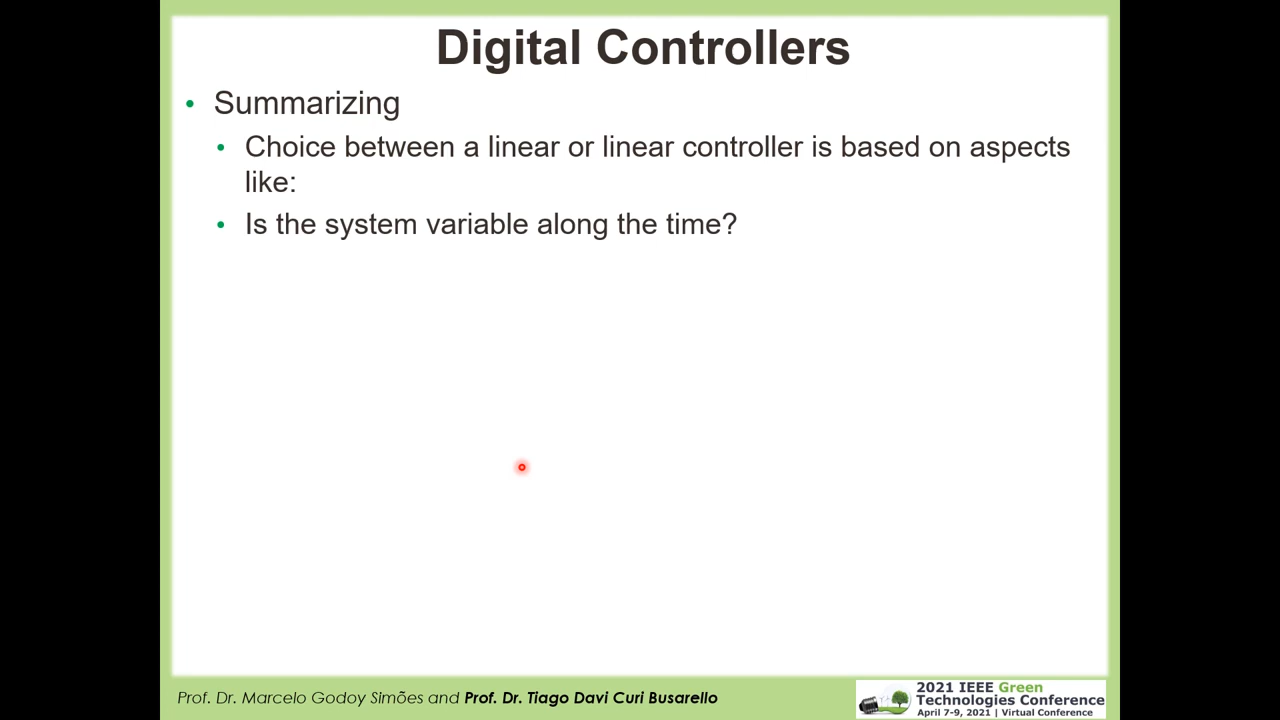 Digital Controllers
• Summarizing
• Choice between a linear or linear controller is based on aspects
like:
• Is the system variable along the time?
Prof. Dr. Marcelo Godoy Simões and Prof. Dr. Tiago Davi Curi Busarello
2021 IEEE Green
Technologies Conference
April 7-9, 2021 | Virtual Conference